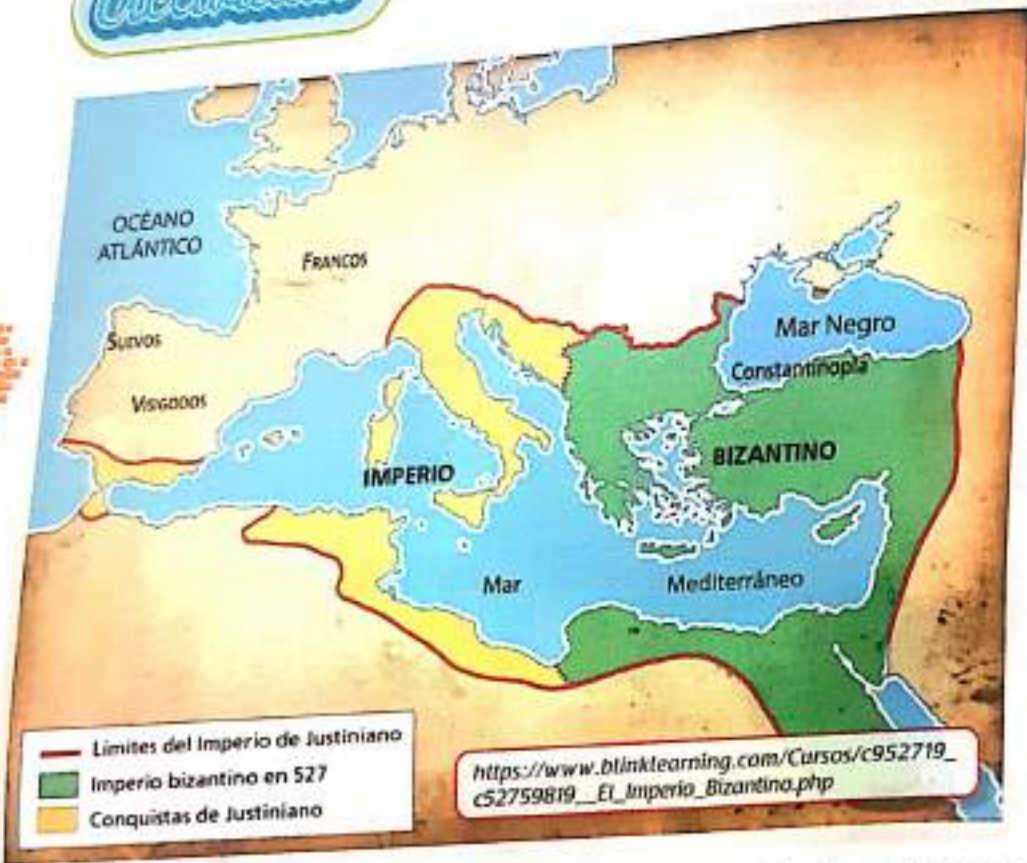 OCÉANO
ATLÁNTICO
FRANCOS
SUEVOS
VISIGODOS
Mar Negro
Constantinopla
IMPERIO
BIZANTINO
Mar
Mediterráneo
Límites del Imperio de Justiniano
Imperio bizantino en 527
Conquistas de Justiniano
https://www.blinklearning.com/Cursos/c952719_
c52759819__El_Imperio_Bizantino.php